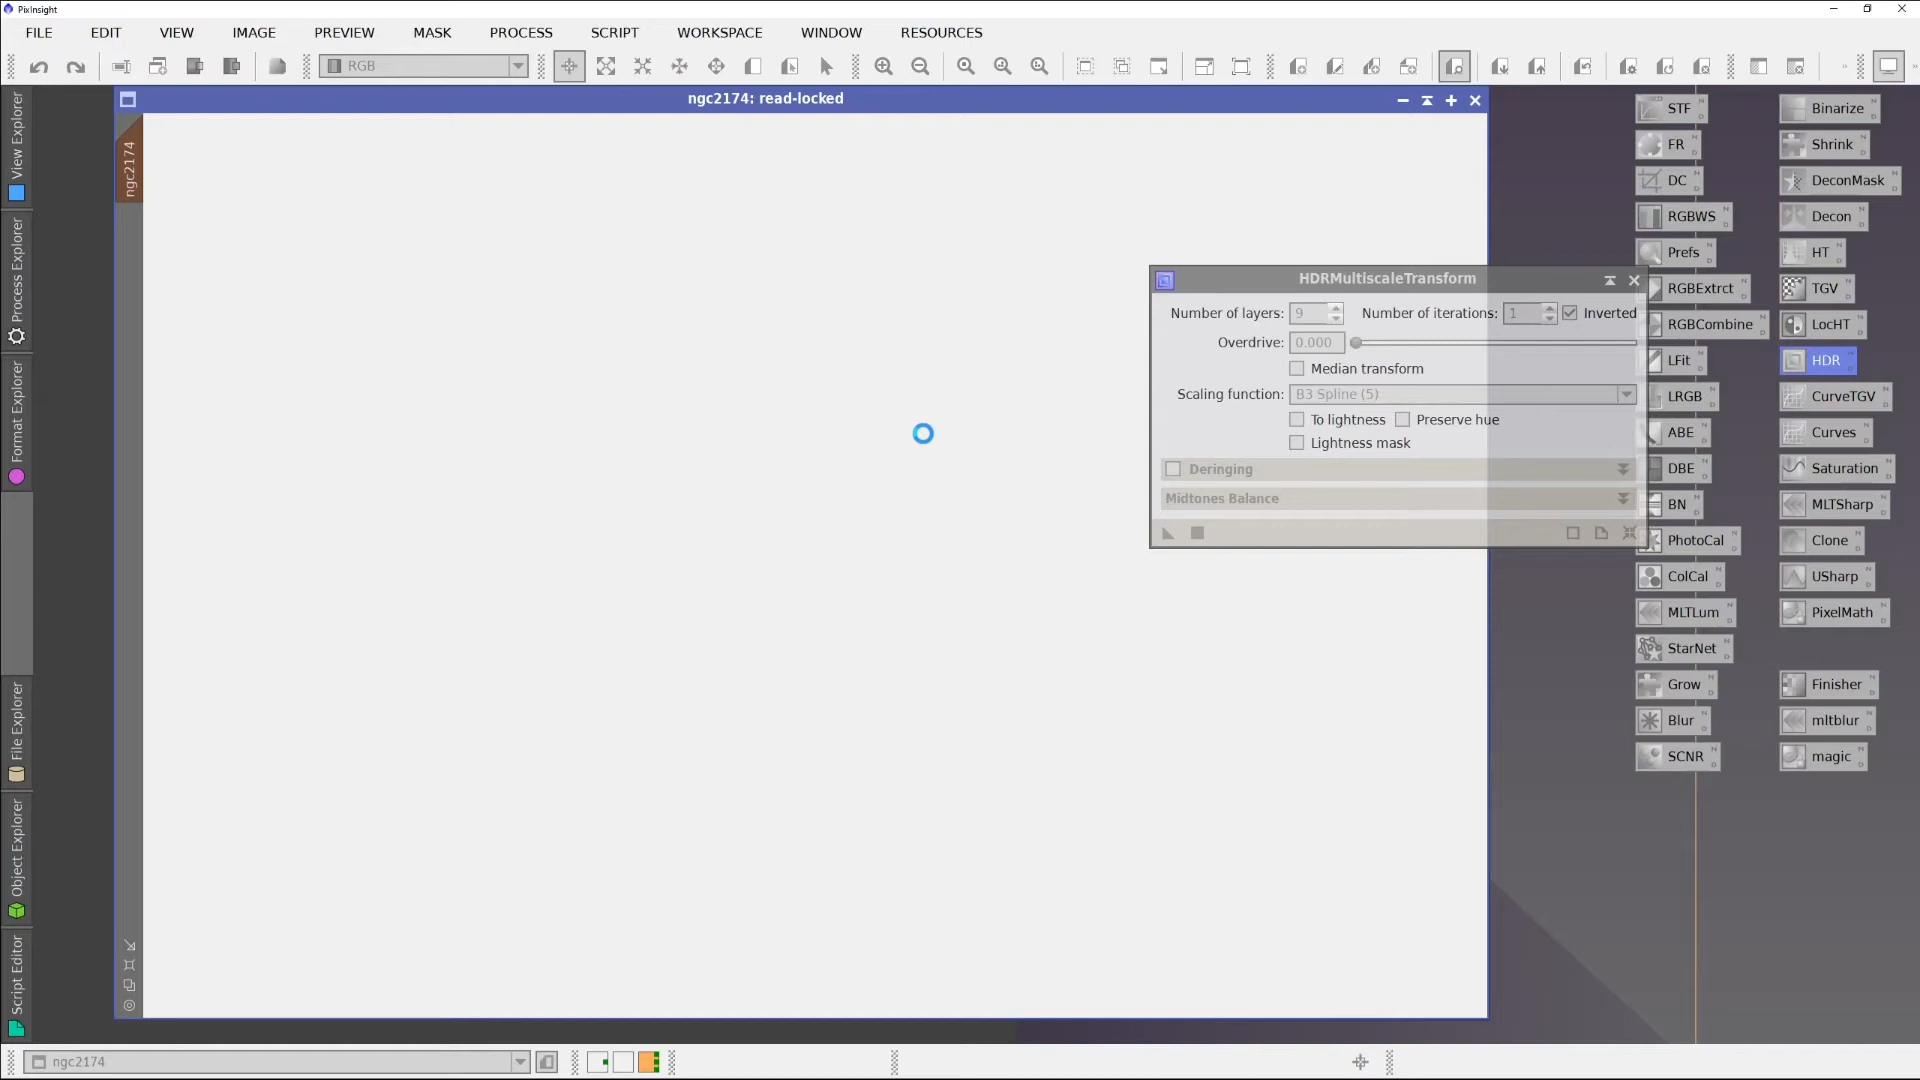 PixInsight
FILE EDIT VIEW IMAGE PREVIEW MASK PROCESS SCRIPT WORKSPACE WINDOW RESOURCES
RGB
ngc2174: read-locked
ngc2174
View Explorer
Process Explorer
Format Explorer
File Explorer
Object Explorer
Script Editor
HDRMultiscaleTransform
Number of layers: 9 Number of iterations: 1 Inverted
Overdrive: 0.000
Median transform
Scaling function: B3 Spline (5)
To lightness Preserve hue
Lightness mask
Deringing
Midtones Balance
STF Binarize
FR Shrink
DC DeconMask
RGBWS Decon
Prefs HT
RGBExtrct TGV
RGBCombine LocHT
LFit HDR
LRGB CurveTGV
ABE Curves
DBE Saturation
BN MLTSharp
PhotoCal Clone
ColCal USharp
MLTLum PixelMath
StarNet
Grow Finisher
Blur mltblur
SCNR magic
ngc2174